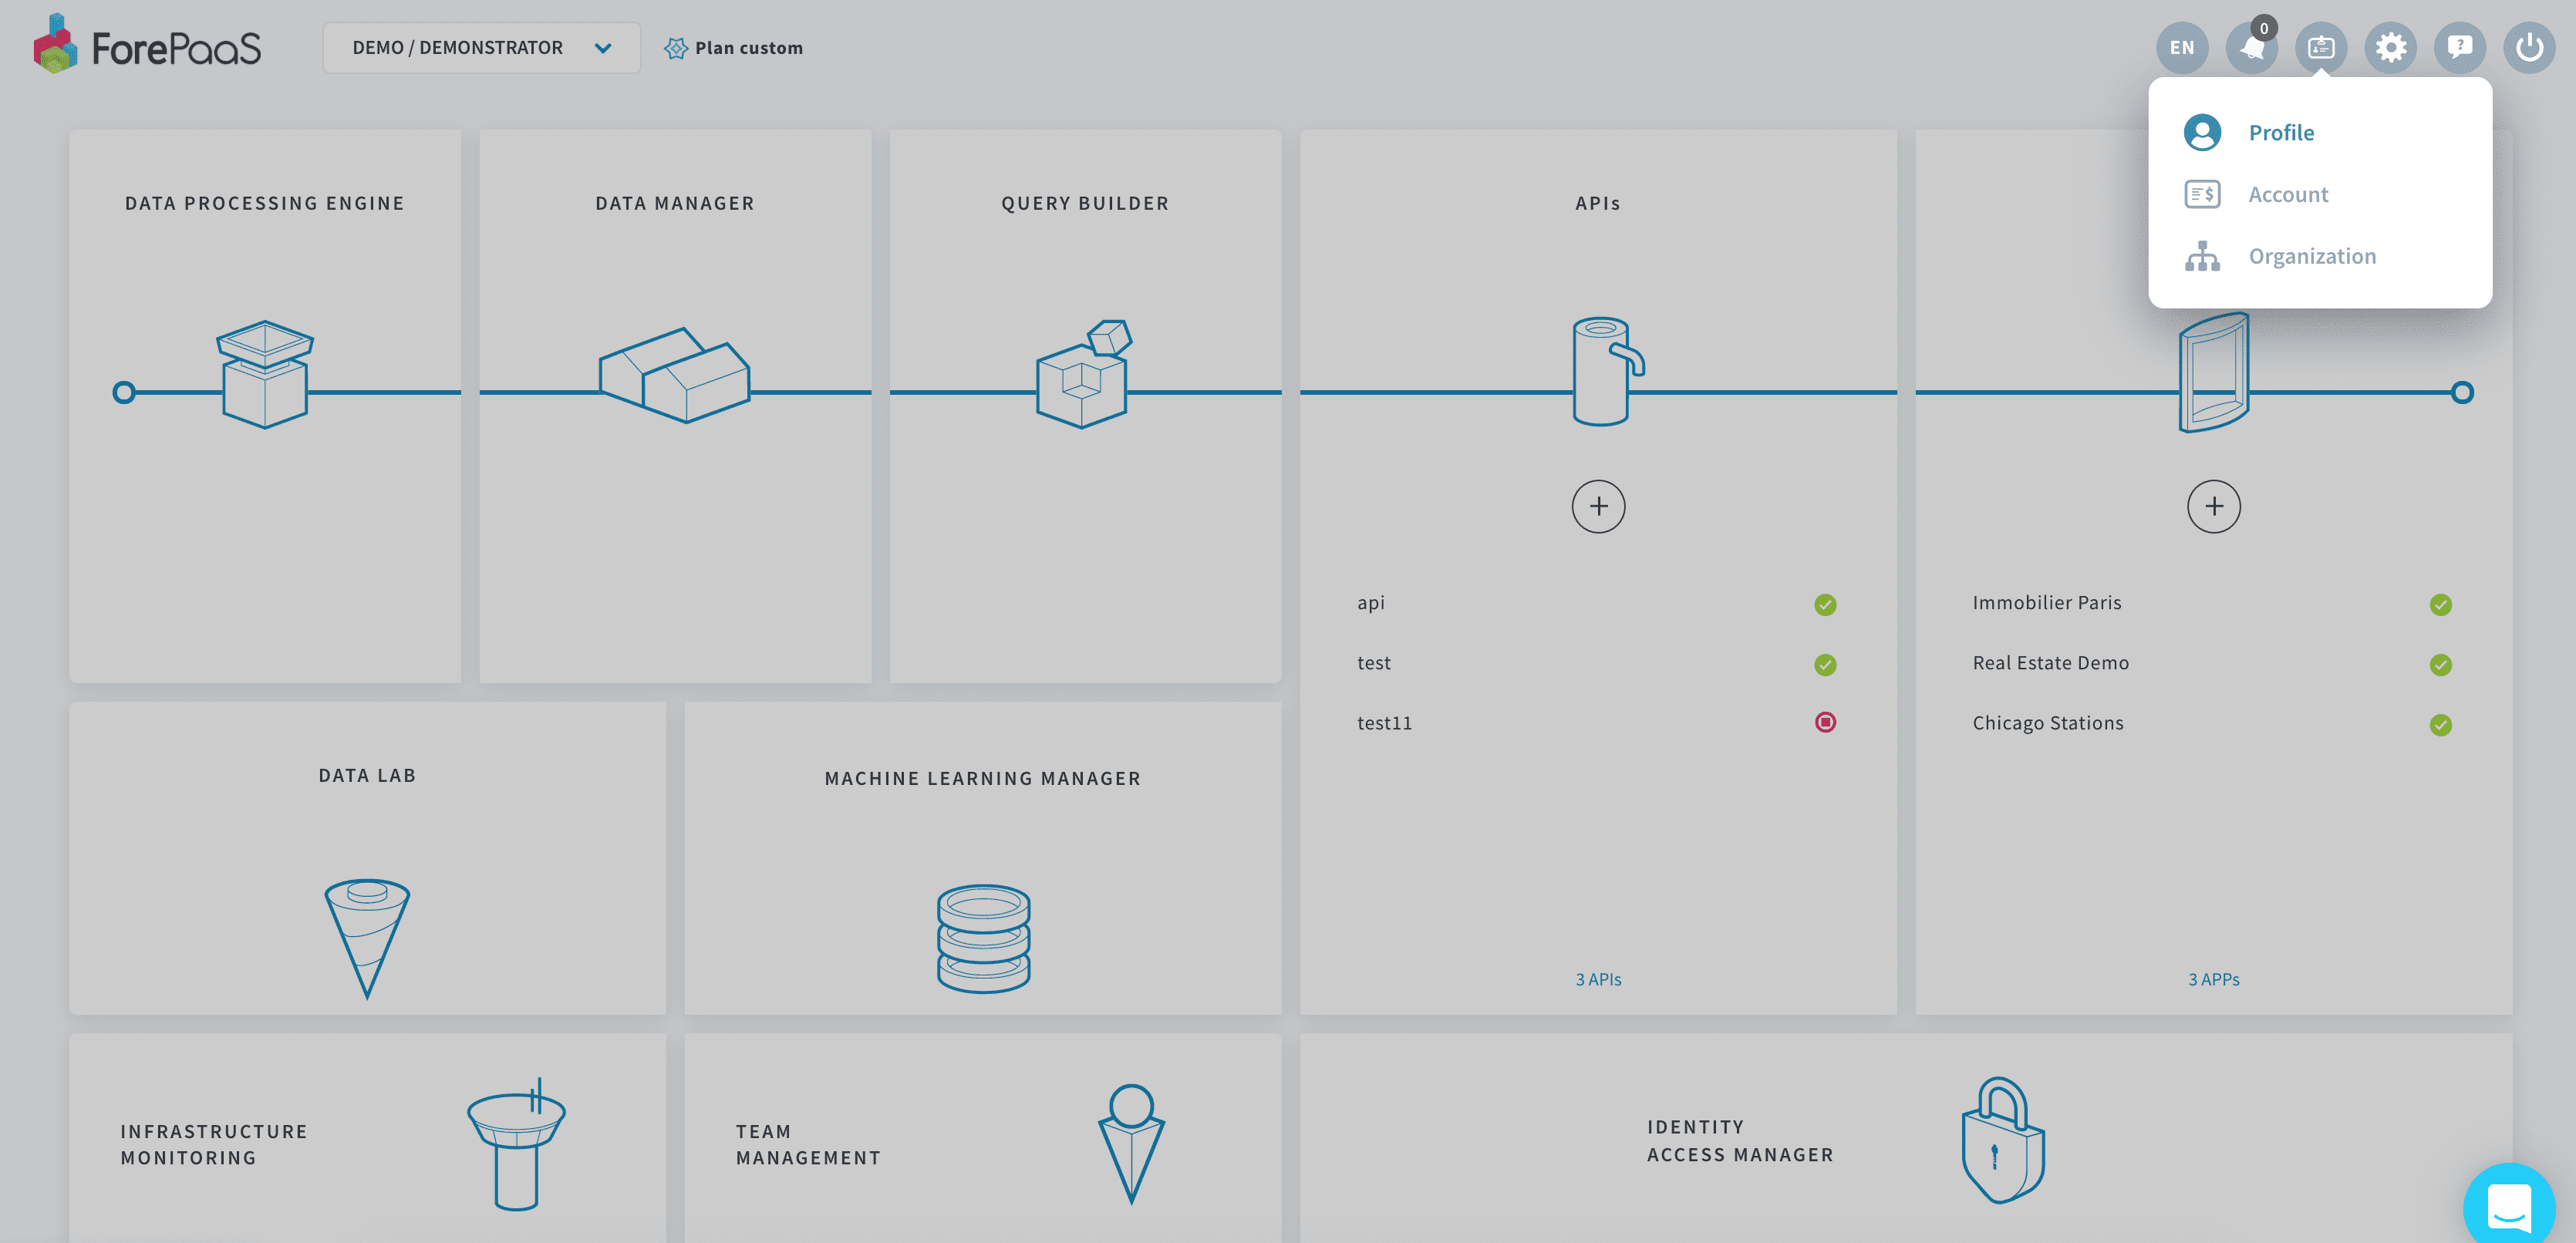 ForePaaS
DEMO / DEMONSTRATOR
Plan custom
EN
0
Profile
Account
Organization
DATA PROCESSING ENGINE
DATA MANAGER
QUERY BUILDER
APIs
api
test
test11
3 APIs
Immobilier Paris
Real Estate Demo
Chicago Stations
3 APPs
DATA LAB
MACHINE LEARNING MANAGER
INFRASTRUCTURE
MONITORING
TEAM
MANAGEMENT
IDENTITY
ACCESS MANAGER